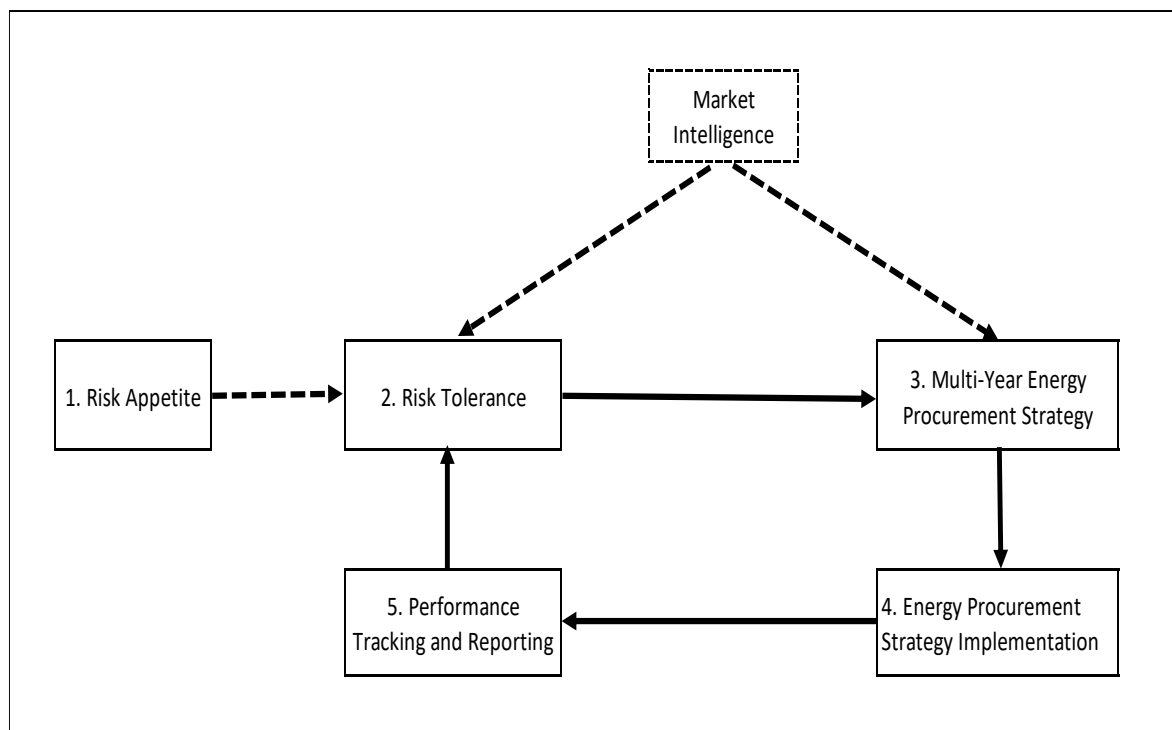 Market
Intelligence
1. Risk Appetite
2. Risk Tolerance
3. Multi-Year Energy
Procurement Strategy
5. Performance
Tracking and Reporting
4. Energy Procurement
Strategy Implementation